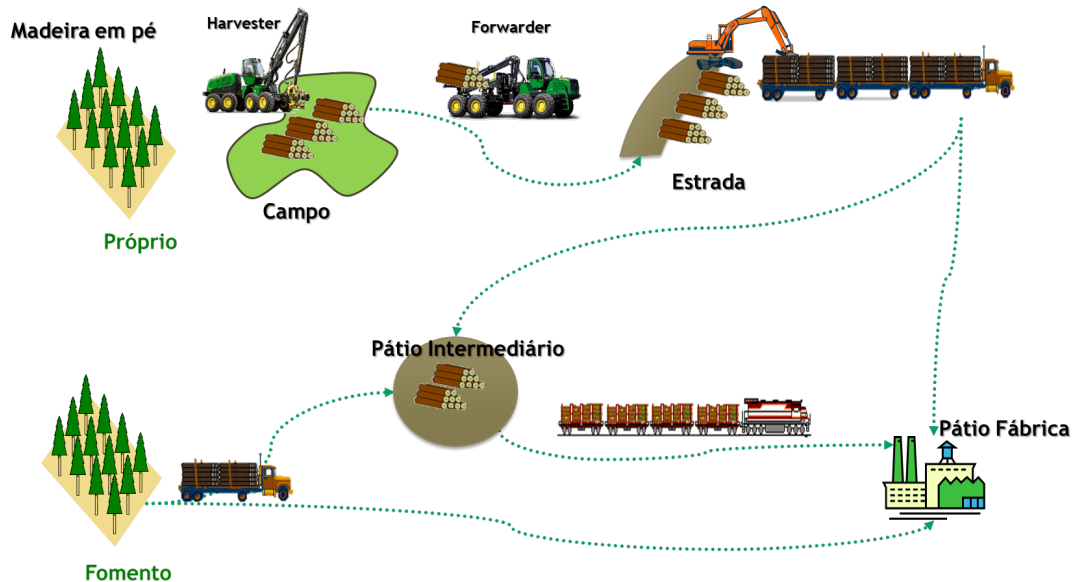 Madeira em pé
Harvester
Forwarder
Campo
Estrada
Próprio
Pátio Intermediário
Pátio Fábrica
Fomento